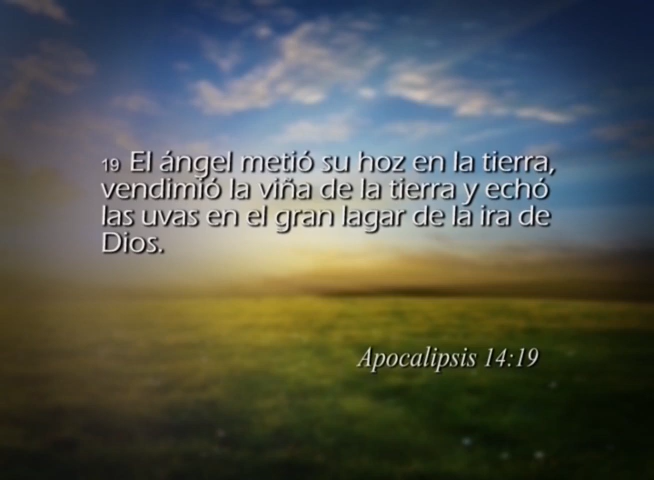 19 El ángel metió su hoz en la tierra,
vendimió la viña de la tierra y echó
las uvas en el gran lagar de la ira de
Dios.
Apocalipsis 14:19